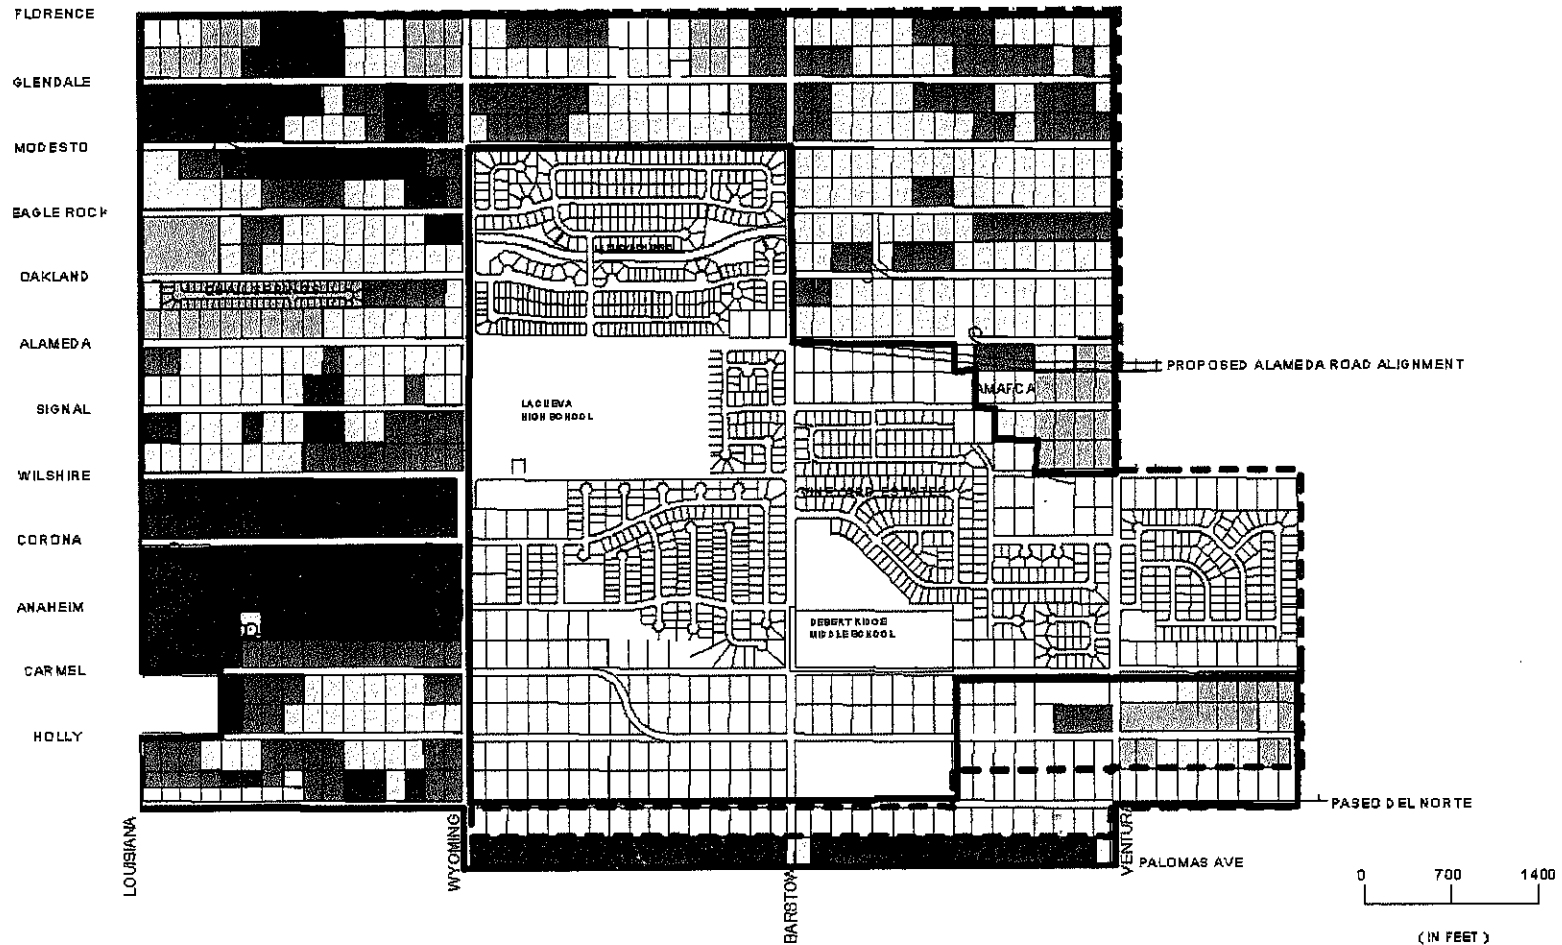 FLORENCE
GLENDALE
MODESTO
EAGLE ROCK
OAKLAND
ALAMEDA
PROPOSED ALAMEDA ROAD ALIGNMENT
AMAFCA
LA CUEVA
HIGH SCHOOL
SIGNAL
WILSHIRE
VINEYARD ESTATES
CORONA
ANAHEIM
DESERT RIDGE
MIDDLE SCHOOL
CARMEL
HOLLY
PASEO DEL NORTE
LOUISIANA
WYOMING
BARSTOW
VENTURA
PALOMAS AVE
0 700 1400
(IN FEET)